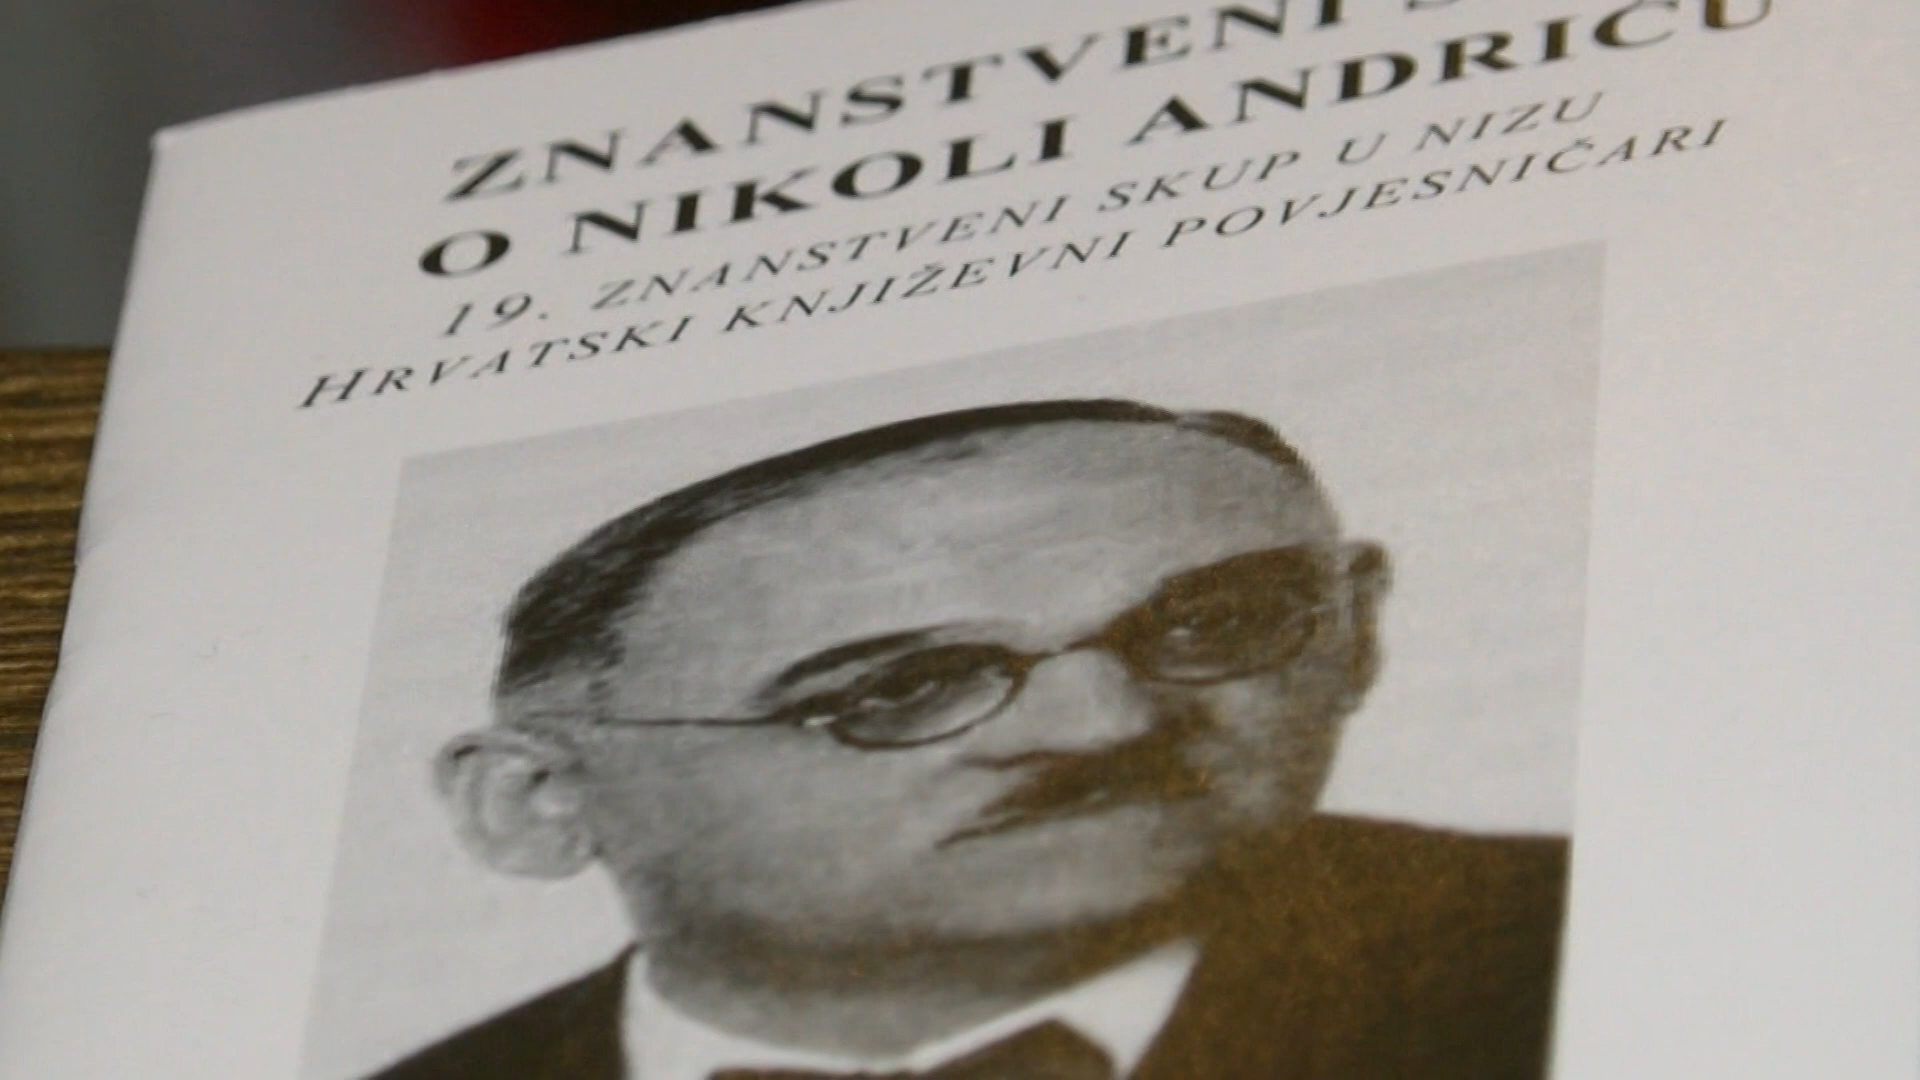 ZNANSTVENI
O NIKOLI ANDRIĆU
19. ZNANSTVENI SKUP U NIZU
HRVATSKI KNJIŽEVNI POVJESNIČARI